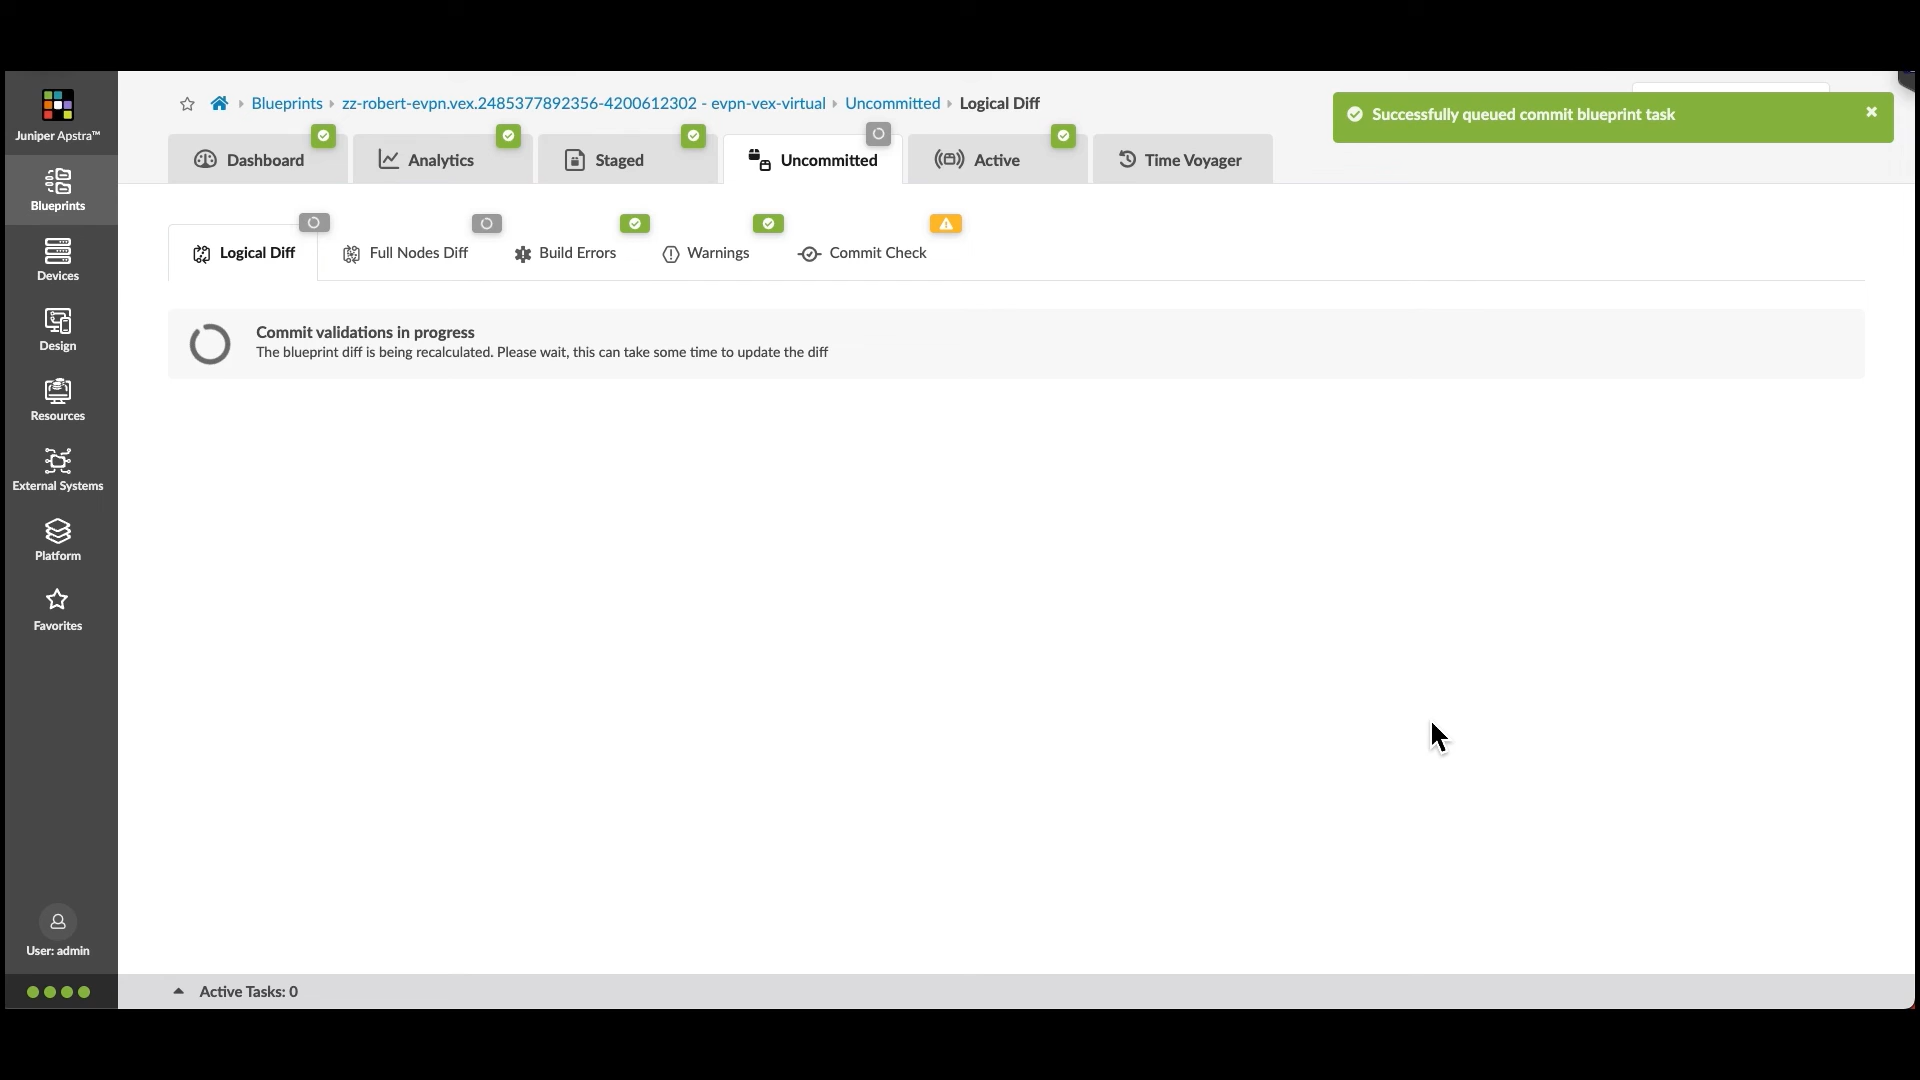 Juniper Apstra™
Blueprints
Devices
Design
Resources
External Systems
Platform
Favorites
User: admin
Blueprints zz-robert-evpn.vex.2485377892356-4200612302 - evpn-vex-virtual Uncommitted Logical Diff
Successfully queued commit blueprint task
Dashboard Analytics Staged Uncommitted Active Time Voyager
Logical Diff Full Nodes Diff Build Errors Warnings Commit Check
Commit validations in progress
The blueprint diff is being recalculated. Please wait, this can take some time to update the diff
Active Tasks: 0